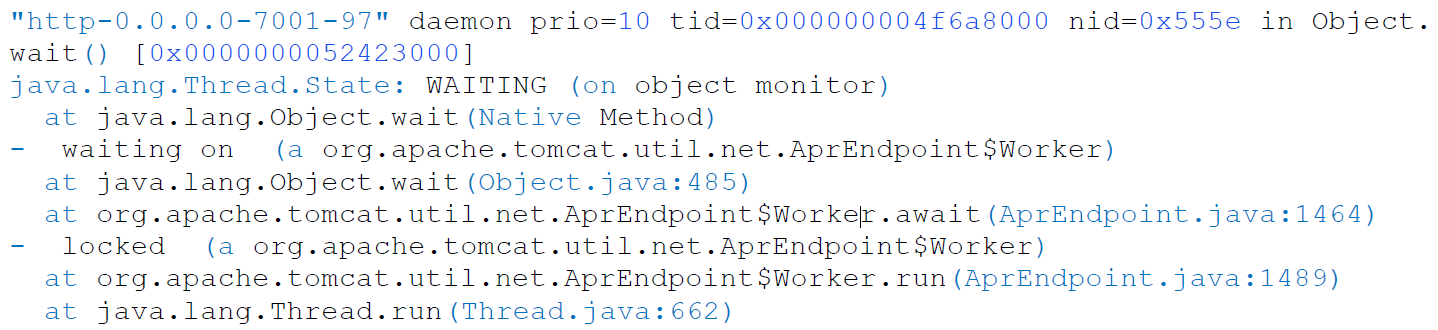 "http-0.0.0.0-7001-97" daemon prio=10 tid=0x000000004f6a8000 nid=0x555e in Object.
wait() [0x0000000052423000]
java.lang.Thread.State: WAITING (on object monitor)
at java.lang.Object.wait(Native Method)
- waiting on (a org.apache.tomcat.util.net.AprEndpoint$Worker)
at java.lang.Object.wait(Object.java:485)
at org.apache.tomcat.util.net.AprEndpoint$Worker.await(AprEndpoint.java:1464)
- locked (a org.apache.tomcat.util.net.AprEndpoint$Worker)
at org.apache.tomcat.util.net.AprEndpoint$Worker.run(AprEndpoint.java:1489)
at java.lang.Thread.run(Thread.java:662)